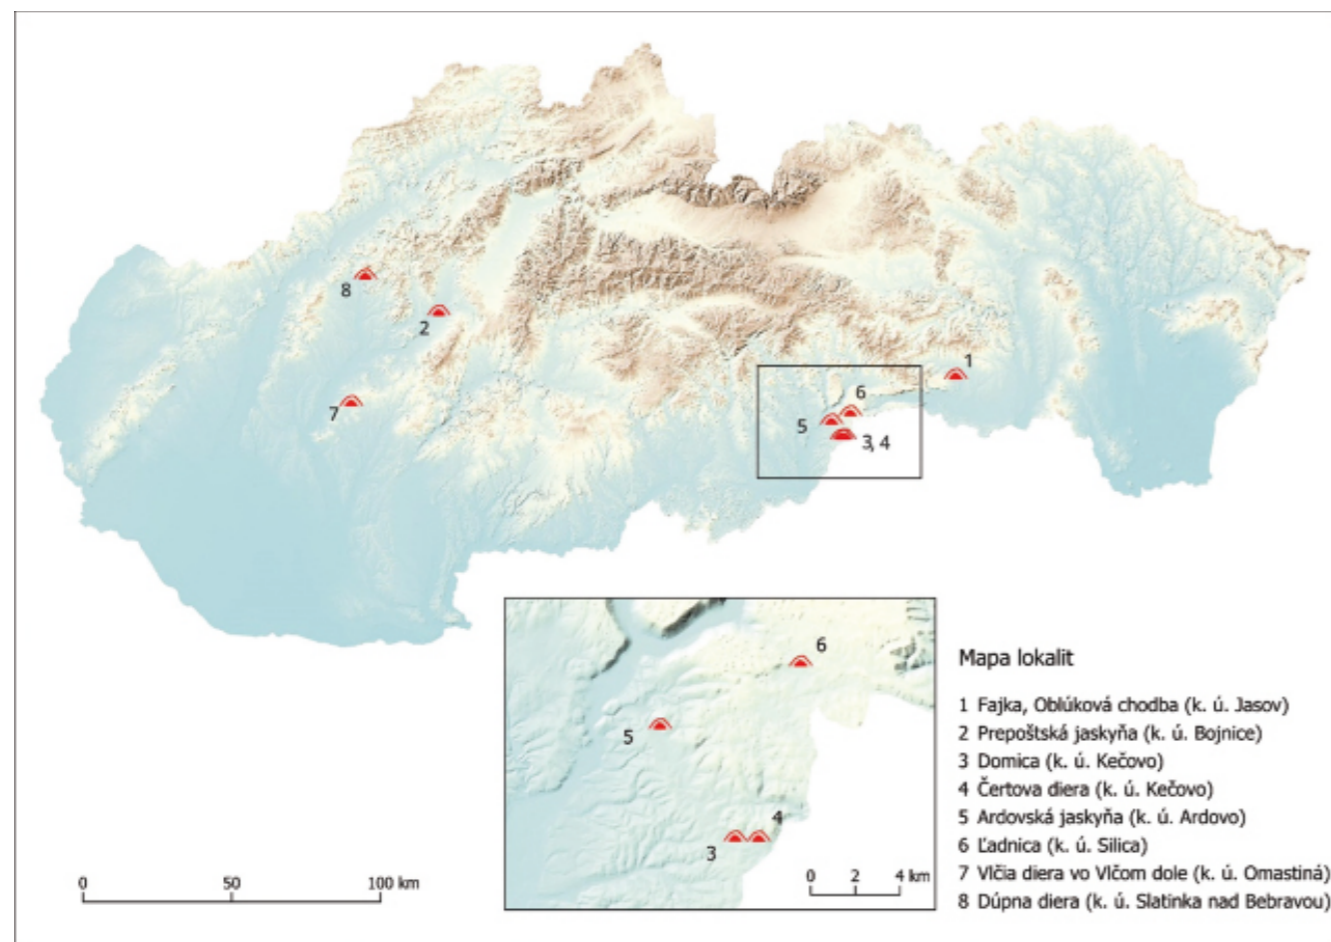 8
2
7
1
6
5
3, 4
6
5
4
3
0 2 4 km
0 50 100 km
Mapa lokalit
1 Fajka, Oblúková chodba (k. ú. Jasov)
2 Prepoštská jaskyňa (k. ú. Bojnice)
3 Domica (k. ú. Kečovo)
4 Čertova diera (k. ú. Kečovo)
5 Ardovská jaskyňa (k. ú. Ardovo)
6 Ľadnica (k. ú. Silica)
7 Vlčia diera vo Vlčom dole (k. ú. Omastiná)
8 Dúpna diera (k. ú. Slatinka nad Bebravou)